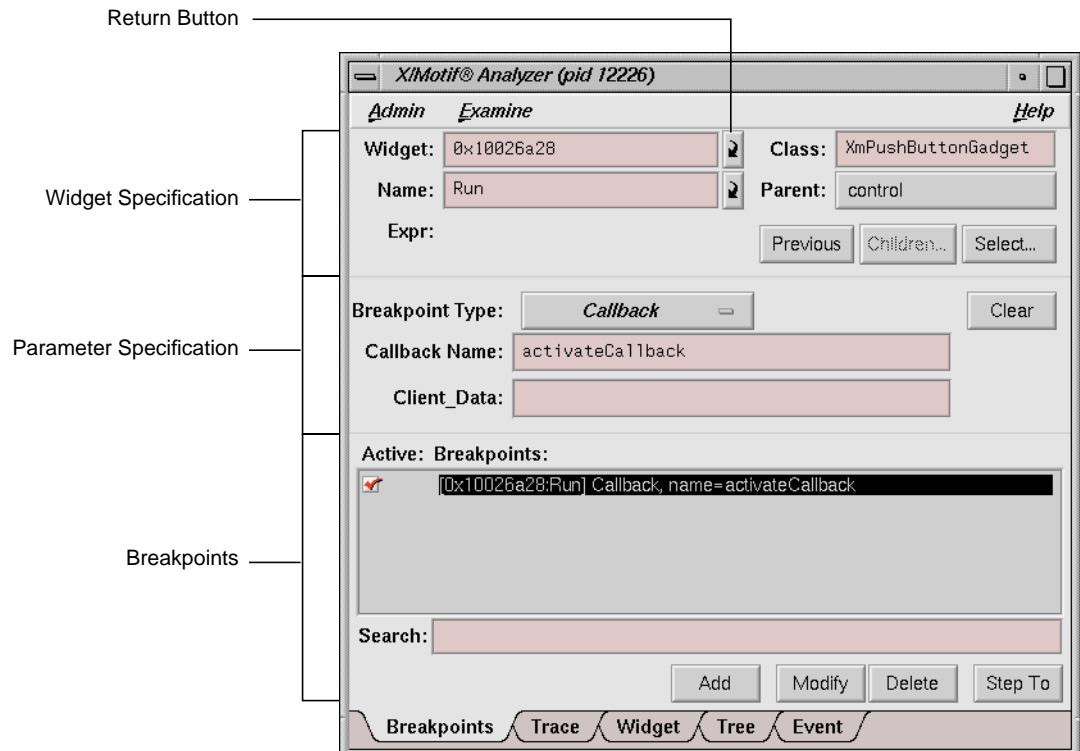 Return Button
X/Motif® Analyzer (pid 12226)
Admin Examine Help
Widget: 0x10026a28 Class: XmPushButtonGadget
Widget Specification
Name: Run Parent: control
Expr:
Previous Children... Select...
Breakpoint Type: Callback Clear
Parameter Specification
Callback Name: activateCallback
Client_Data:
Active: Breakpoints:
[0x10026a28:Run] Callback, name=activateCallback
Breakpoints
Search:
Add Modify Delete Step To
Breakpoints Trace Widget Tree Event